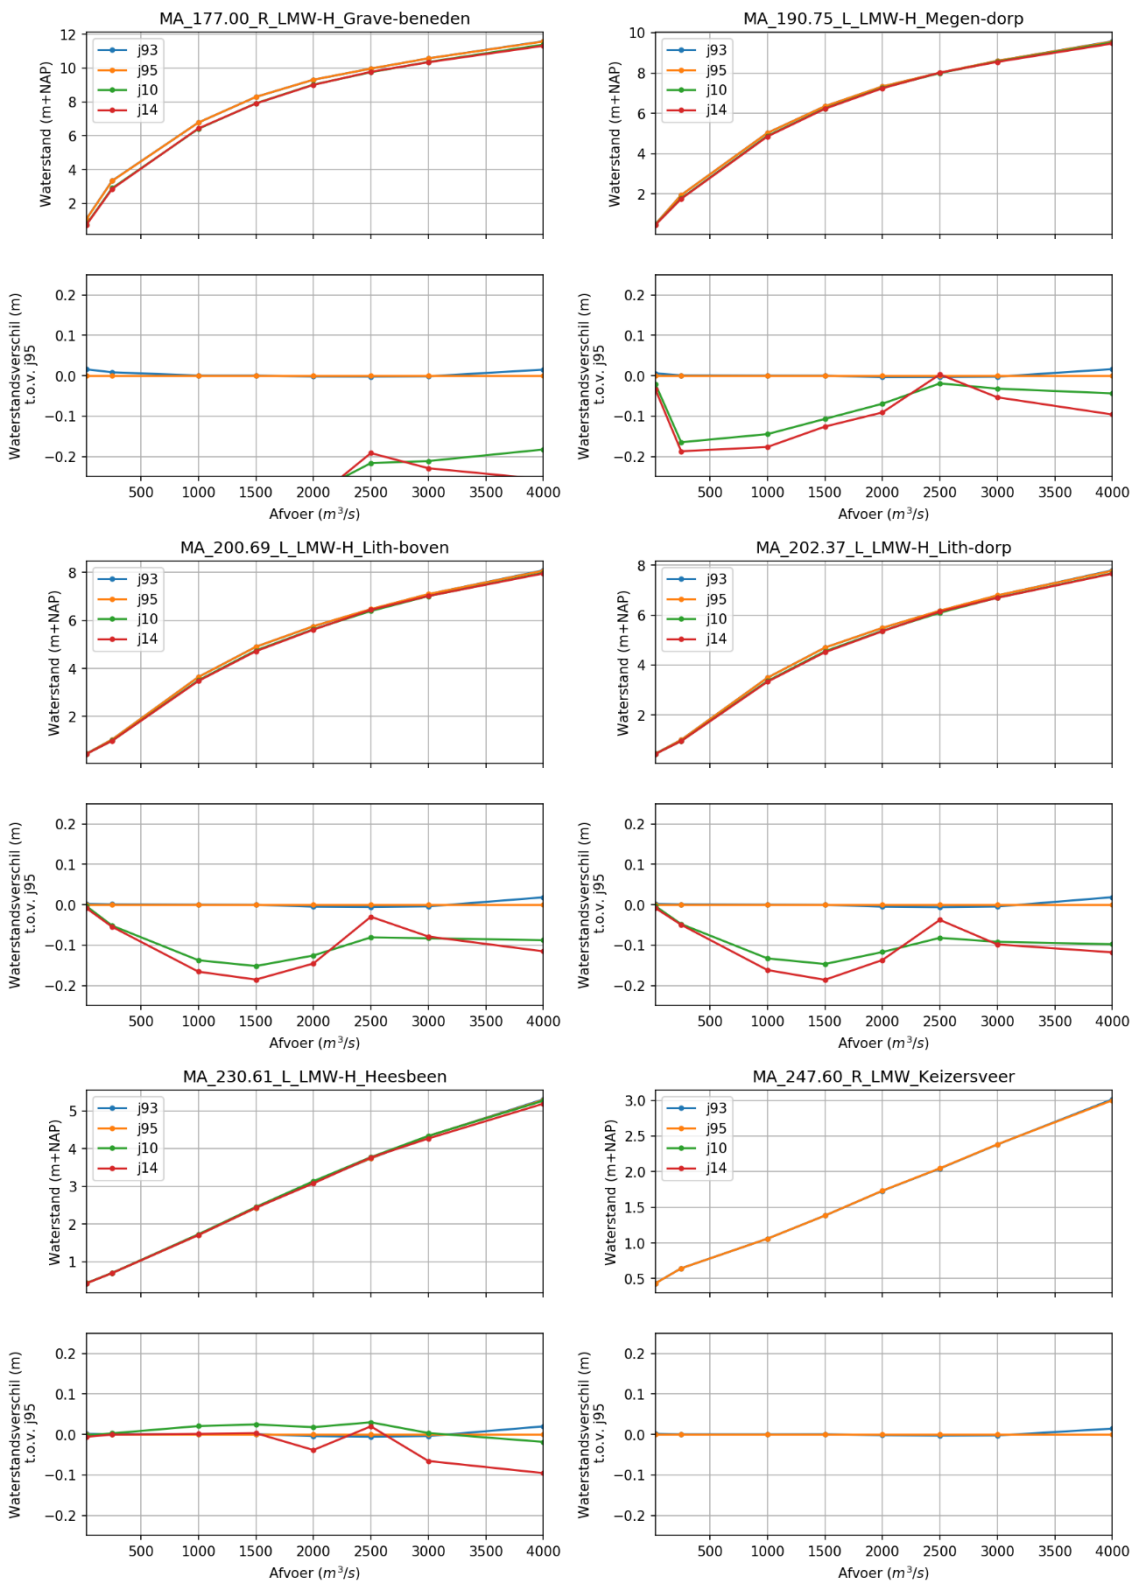 MA_177.00_R_LMW-H_Grave-beneden
12
10
8
6
4
2
Waterstand (m+NAP)
j93
j95
j10
j14
0.2
0.1
0.0
−0.1
−0.2
Waterstandsverschil (m)
t.o.v. j95
500 1000 1500 2000 2500 3000 3500 4000
Afvoer (m³/s)
MA_190.75_L_LMW-H_Megen-dorp
10
8
6
4
2
Waterstand (m+NAP)
j93
j95
j10
j14
0.2
0.1
0.0
−0.1
−0.2
Waterstandsverschil (m)
t.o.v. j95
500 1000 1500 2000 2500 3000 3500 4000
Afvoer (m³/s)
MA_200.69_L_LMW-H_Lith-boven
8
6
4
2
Waterstand (m+NAP)
j93
j95
j10
j14
0.2
0.1
0.0
−0.1
−0.2
Waterstandsverschil (m)
t.o.v. j95
500 1000 1500 2000 2500 3000 3500 4000
Afvoer (m³/s)
MA_202.37_L_LMW-H_Lith-dorp
8
6
4
2
Waterstand (m+NAP)
j93
j95
j10
j14
0.2
0.1
0.0
−0.1
−0.2
Waterstandsverschil (m)
t.o.v. j95
500 1000 1500 2000 2500 3000 3500 4000
Afvoer (m³/s)
MA_230.61_L_LMW-H_Heesbeen
5
4
3
2
1
Waterstand (m+NAP)
j93
j95
j10
j14
0.2
0.1
0.0
−0.1
−0.2
Waterstandsverschil (m)
t.o.v. j95
500 1000 1500 2000 2500 3000 3500 4000
Afvoer (m³/s)
MA_247.60_R_LMW_Keizersveer
3.0
2.5
2.0
1.5
1.0
0.5
Waterstand (m+NAP)
j93
j95
j10
j14
0.2
0.1
0.0
−0.1
−0.2
Waterstandsverschil (m)
t.o.v. j95
500 1000 1500 2000 2500 3000 3500 4000
Afvoer (m³/s)